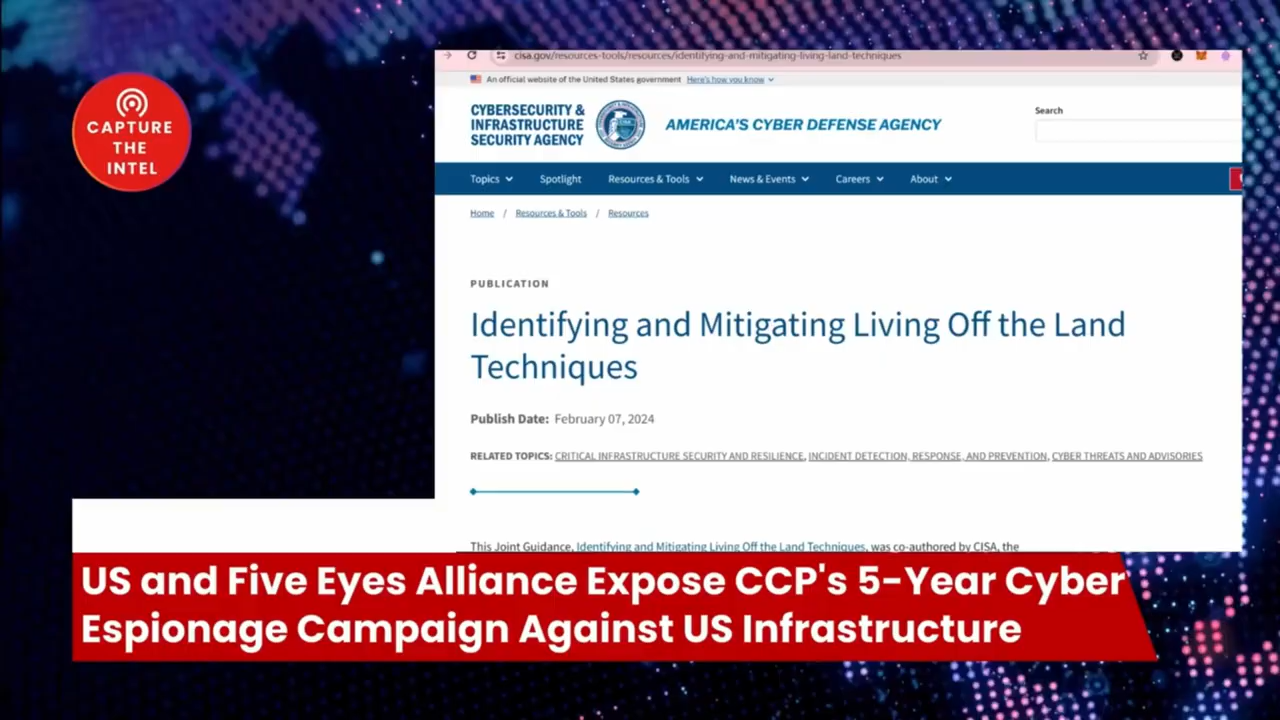 CAPTURE
THE
INTEL
cisa.gov/resources-tools/resources/identifying-and-mitigating-living-land-techniques
An official website of the United States government Here's how you know
CYBERSECURITY &
INFRASTRUCTURE
SECURITY AGENCY
AMERICA'S CYBER DEFENSE AGENCY
Search
Topics Spotlight Resources & Tools News & Events Careers About
Home / Resources & Tools / Resources
PUBLICATION
Identifying and Mitigating Living Off the Land
Techniques
Publish Date: February 07, 2024
RELATED TOPICS: CRITICAL INFRASTRUCTURE SECURITY AND RESILIENCE, INCIDENT DETECTION, RESPONSE, AND PREVENTION, CYBER THREATS AND ADVISORIES
This Joint Guidance, Identifying and Mitigating Living Off the Land Techniques, was co-authored by CISA, the
US and Five Eyes Alliance Expose CCP's 5-Year Cyber
Espionage Campaign Against US Infrastructure